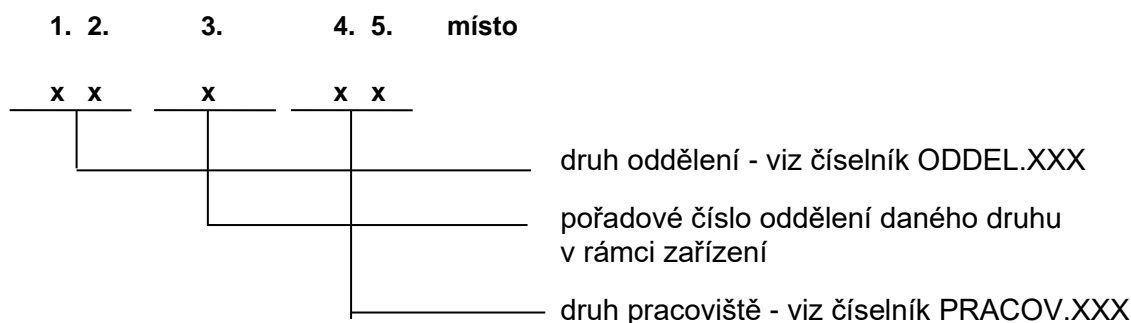 1. 2. 3. 4. 5. místo
x x x x x
druh oddělení - viz číselník ODDEL.XXX
pořadové číslo oddělení daného druhu
v rámci zařízení
druh pracoviště - viz číselník PRACOV.XXX